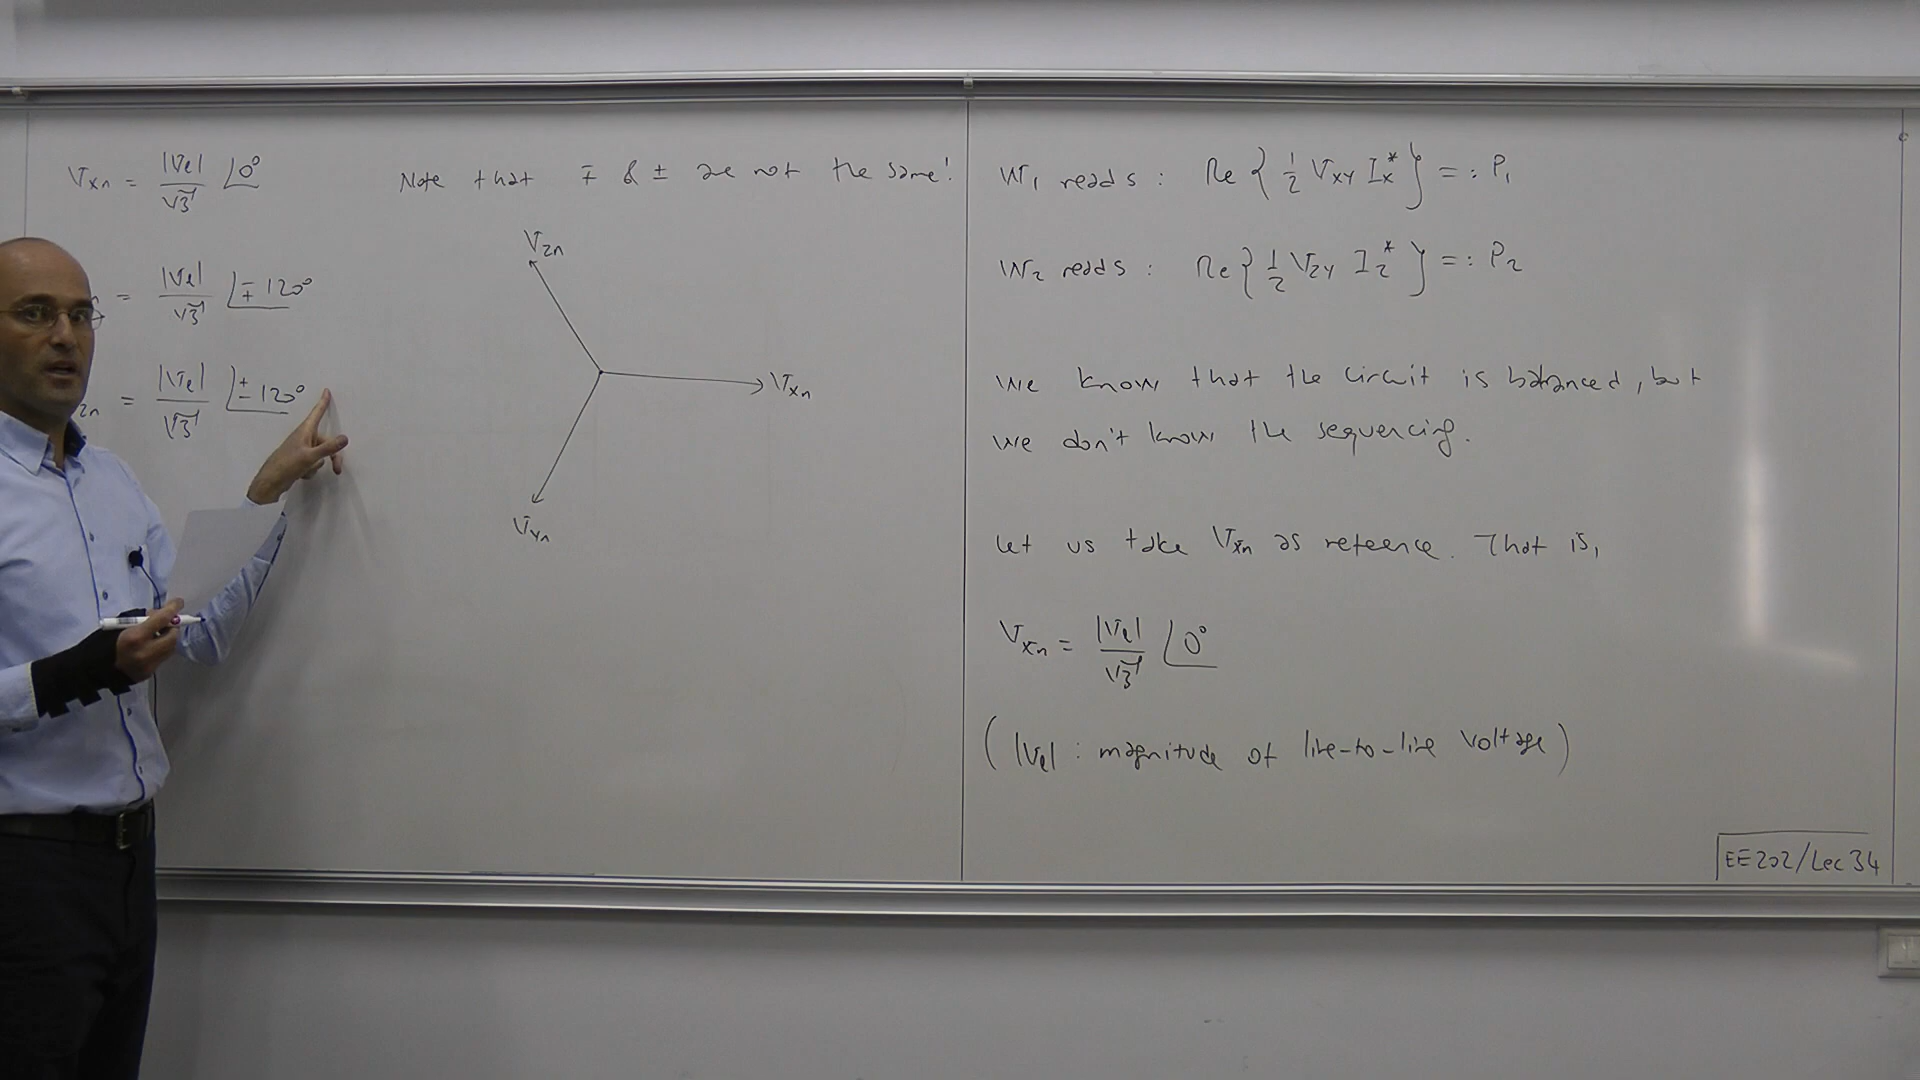 Vxn = |Vl|/√3 ∠0°
Note that ∓ & ± are not the same!
n = |Vl|/√3 ∠∓120°
zn = |Vl|/√3 ∠±120°
Vzn
Vxn
Vyn
W1 reads : Re { 1/2 Vxy Ix* } =: P1
W2 reads : Re { 1/2 Vzy Iz* } =: P2
We know that the circuit is balanced, but
we don't know the sequencing.
Let us take Vxn as refeence. That is,
Vxn = |Vl|/√3 ∠0°
(|Vl| : magnitude of line-to-line voltage)
EE202/Lec 34